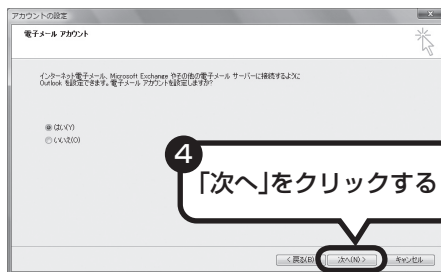 アカウントの設定
電子メール アカウント
インターネット電子メール、Microsoft Exchange やその他の電子メール サーバーに接続するように
Outlook を設定できます。電子メール アカウントを設定しますか?
はい(Y)
いいえ(O)
4
「次へ」をクリックする
< 戻る(B)
次へ(N) >
キャンセル